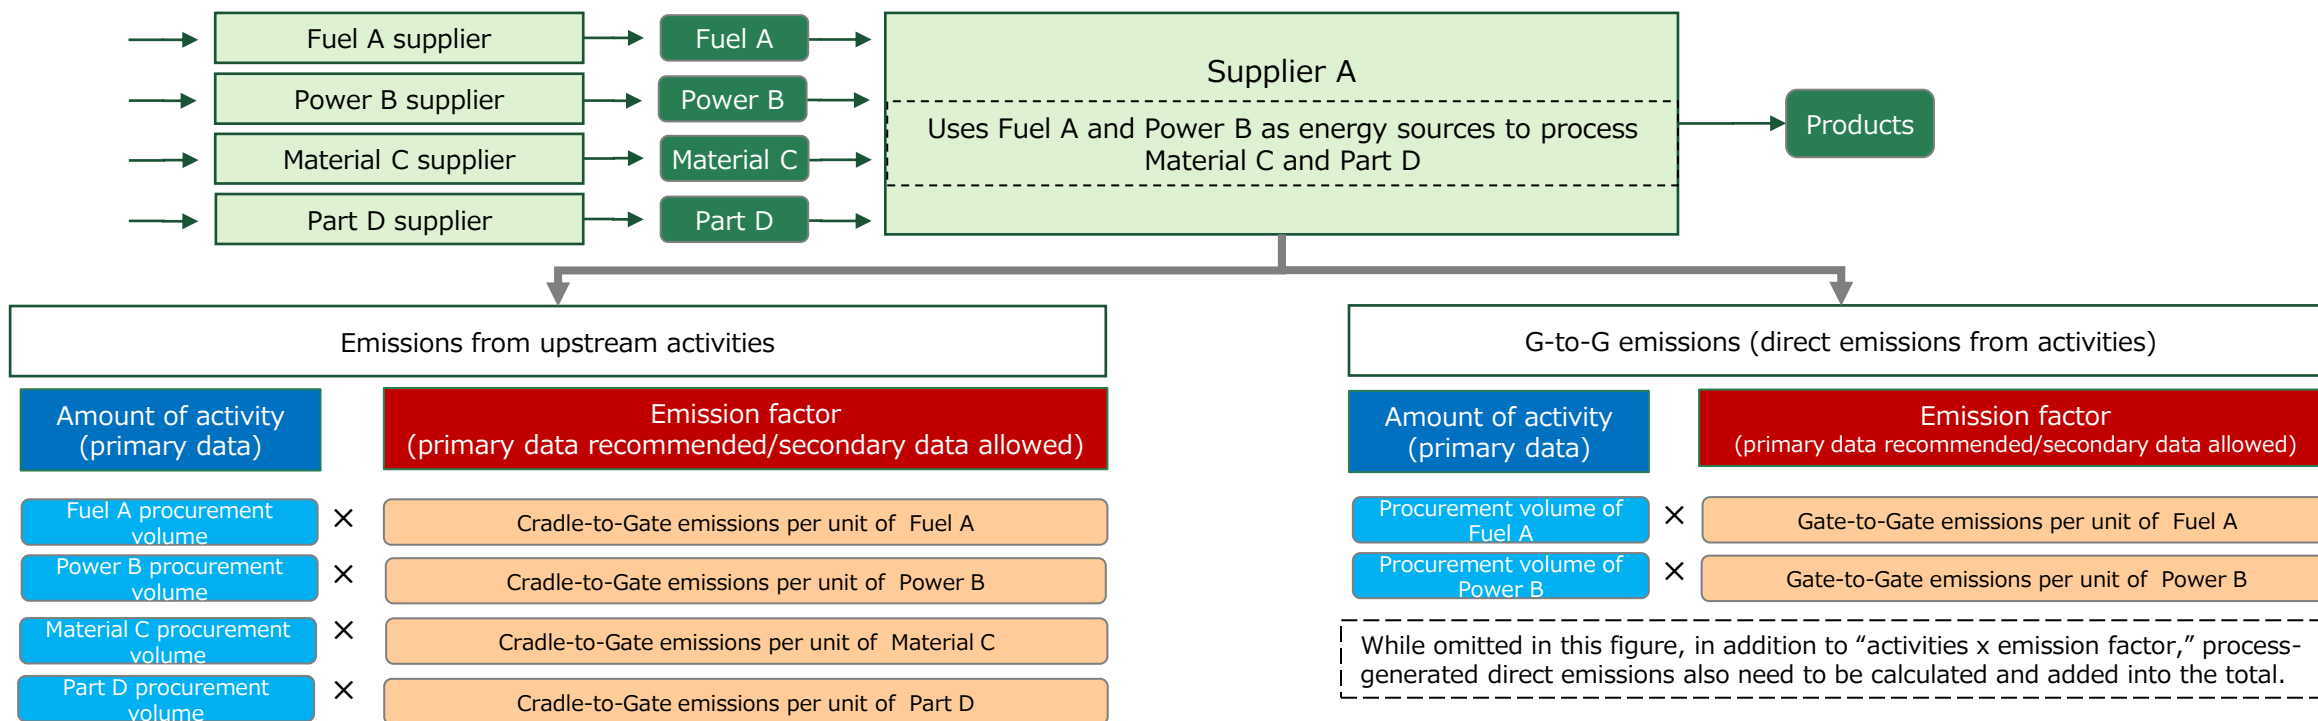 Fuel A supplier
Fuel A
Power B supplier
Power B
Material C supplier
Material C
Part D supplier
Part D
Supplier A
Uses Fuel A and Power B as energy sources to process
Material C and Part D
Products
Emissions from upstream activities
Amount of activity
(primary data)
Emission factor
(primary data recommended/secondary data allowed)
Fuel A procurement
volume
×
Cradle-to-Gate emissions per unit of Fuel A
Power B procurement
volume
×
Cradle-to-Gate emissions per unit of Power B
Material C procurement
volume
×
Cradle-to-Gate emissions per unit of Material C
Part D procurement
volume
×
Cradle-to-Gate emissions per unit of Part D
G-to-G emissions (direct emissions from activities)
Amount of activity
(primary data)
Emission factor
(primary data recommended/secondary data allowed)
Procurement volume of
Fuel A
×
Gate-to-Gate emissions per unit of Fuel A
Procurement volume of
Power B
×
Gate-to-Gate emissions per unit of Power B
While omitted in this figure, in addition to “activities x emission factor,” process-
generated direct emissions also need to be calculated and added into the total.